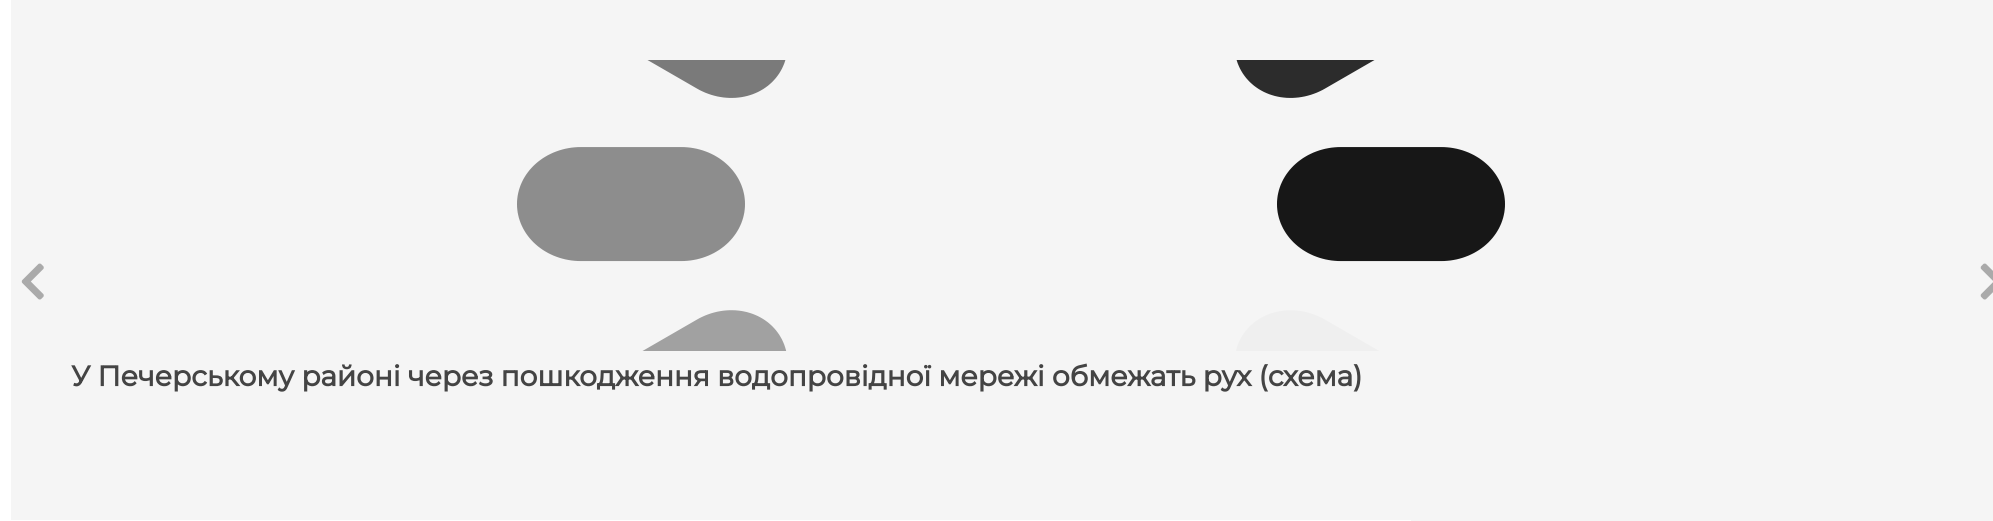 У Печерському районі через пошкодження водопровідної мережі обмежать рух (схема)